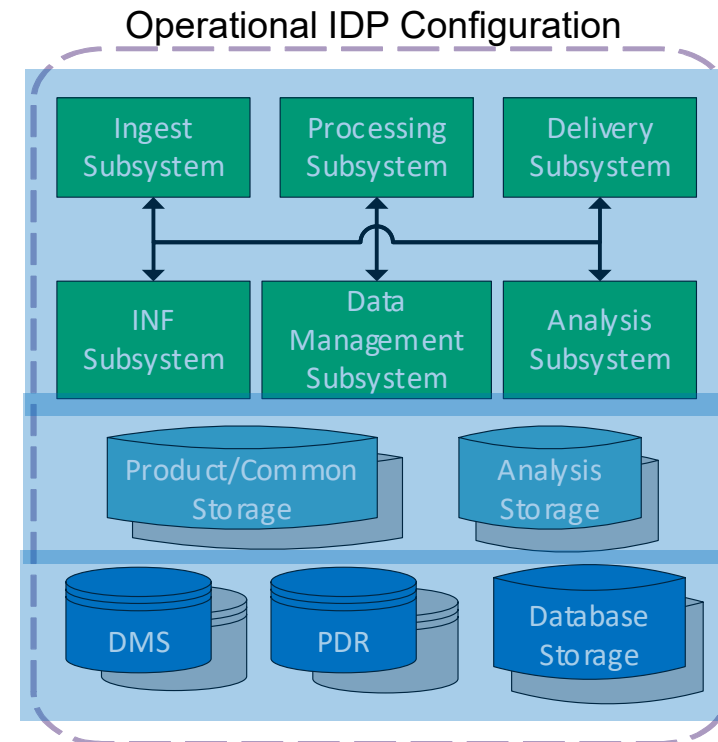 Operational IDP Configuration
Ingest
Subsystem
Processing
Subsystem
Delivery
Subsystem
INF
Subsystem
Data
Management
Subsystem
Analysis
Subsystem
Product/Common
Storage
Analysis
Storage
DMS
PDR
Database
Storage